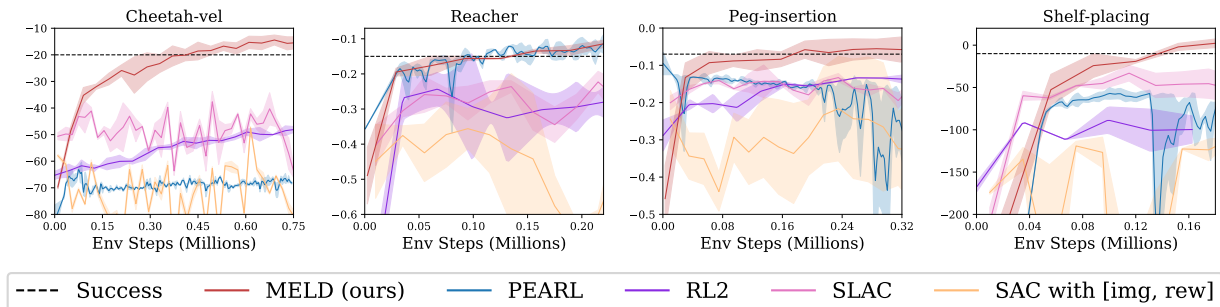 Cheetah-vel
−10
−20
−30
−40
−50
−60
−70
−80
0.00 0.15 0.30 0.45 0.60 0.75
Env Steps (Millions)
Reacher
−0.1
−0.2
−0.3
−0.4
−0.5
−0.6
0.00 0.05 0.10 0.15 0.20
Env Steps (Millions)
Peg-insertion
0.0
−0.1
−0.2
−0.3
−0.4
−0.5
0.00 0.08 0.16 0.24 0.32
Env Steps (Millions)
Shelf-placing
0
−50
−100
−150
−200
0.00 0.04 0.08 0.12 0.16
Env Steps (Millions)
Success MELD (ours) PEARL RL2 SLAC SAC with [img, rew]